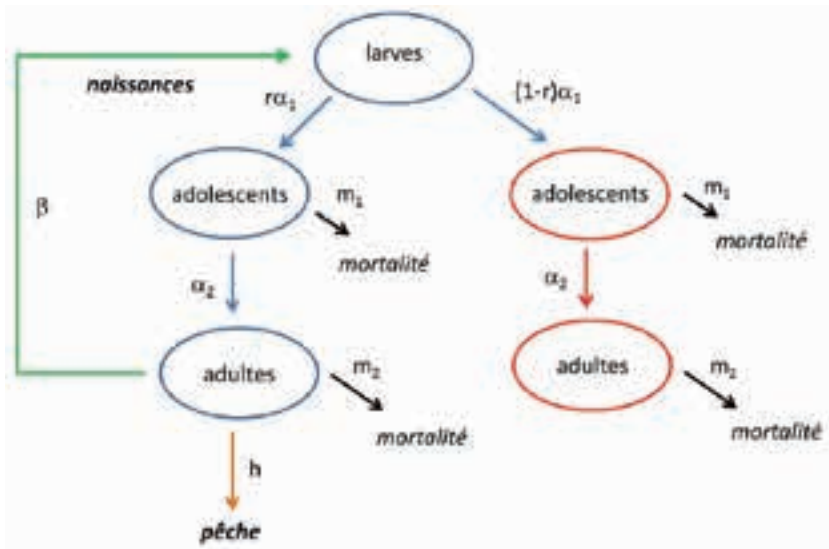 larves
naissances
rα₁
(1-r)α₁
adolescents
m₁
mortalité
adolescents
m₁
mortalité
β
α₂
α₂
adultes
m₂
mortalité
adultes
m₂
mortalité
h
pêche